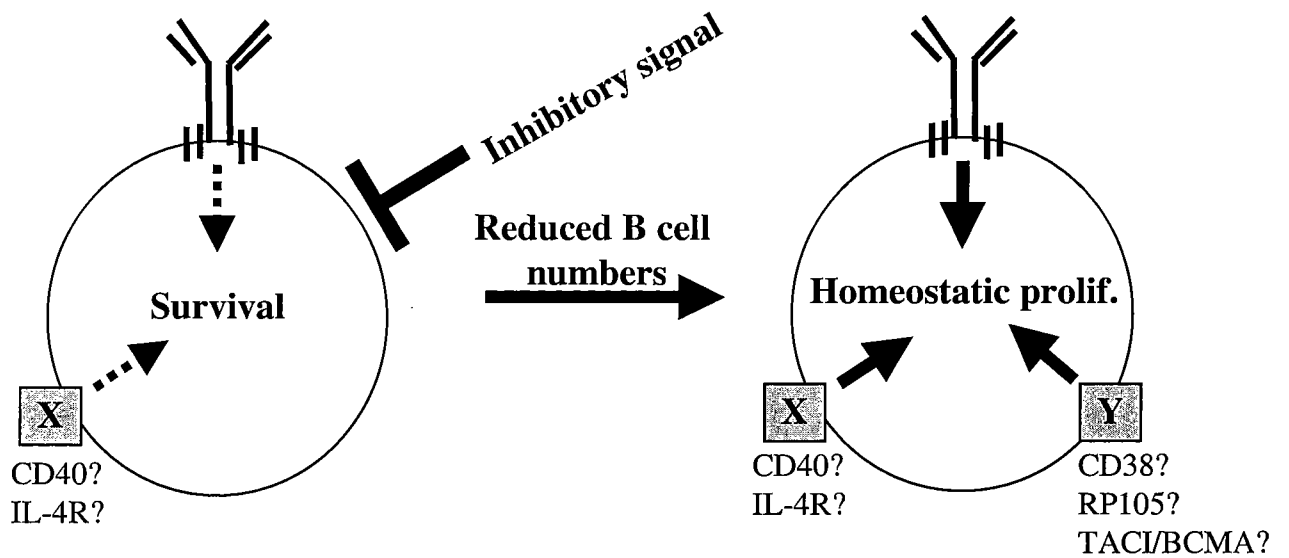 Inhibitory signal
Reduced B cell
numbers
Survival
Homeostatic prolif.
X
CD40?
IL-4R?
X
CD40?
IL-4R?
Y
CD38?
RP105?
TACI/BCMA?